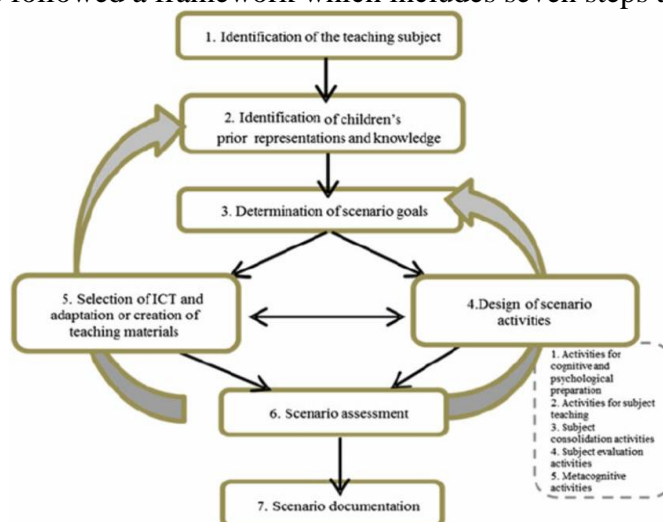 followed a framework which includes seven steps
1. Identification of the teaching subject
2. Identification of children's
prior representations and knowledge
3. Determination of scenario goals
5. Selection of ICT and
adaptation or creation of
teaching materials
4.Design of scenario
activities
1. Activities for
cognitive and
psychological
preparation
2. Activities for subject
teaching
3. Subject
consolidation activities
4. Subject evaluation
activities
5. Metacognitive
activities
6. Scenario assessment
7. Scenario documentation